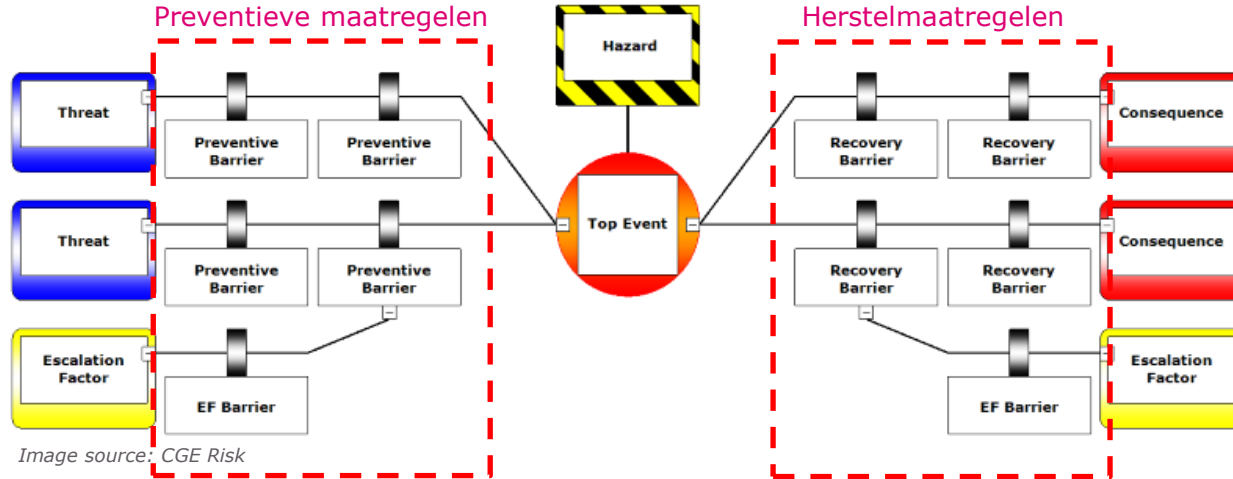 Preventieve maatregelen
Herstelmaatregelen
Hazard
Threat
Preventive
Barrier
Preventive
Barrier
Recovery
Barrier
Recovery
Barrier
Consequence
Threat
Preventive
Barrier
Preventive
Barrier
Top Event
Recovery
Barrier
Recovery
Barrier
Consequence
Escalation
Factor
EF Barrier
EF Barrier
Escalation
Factor
Image source: CGE Risk